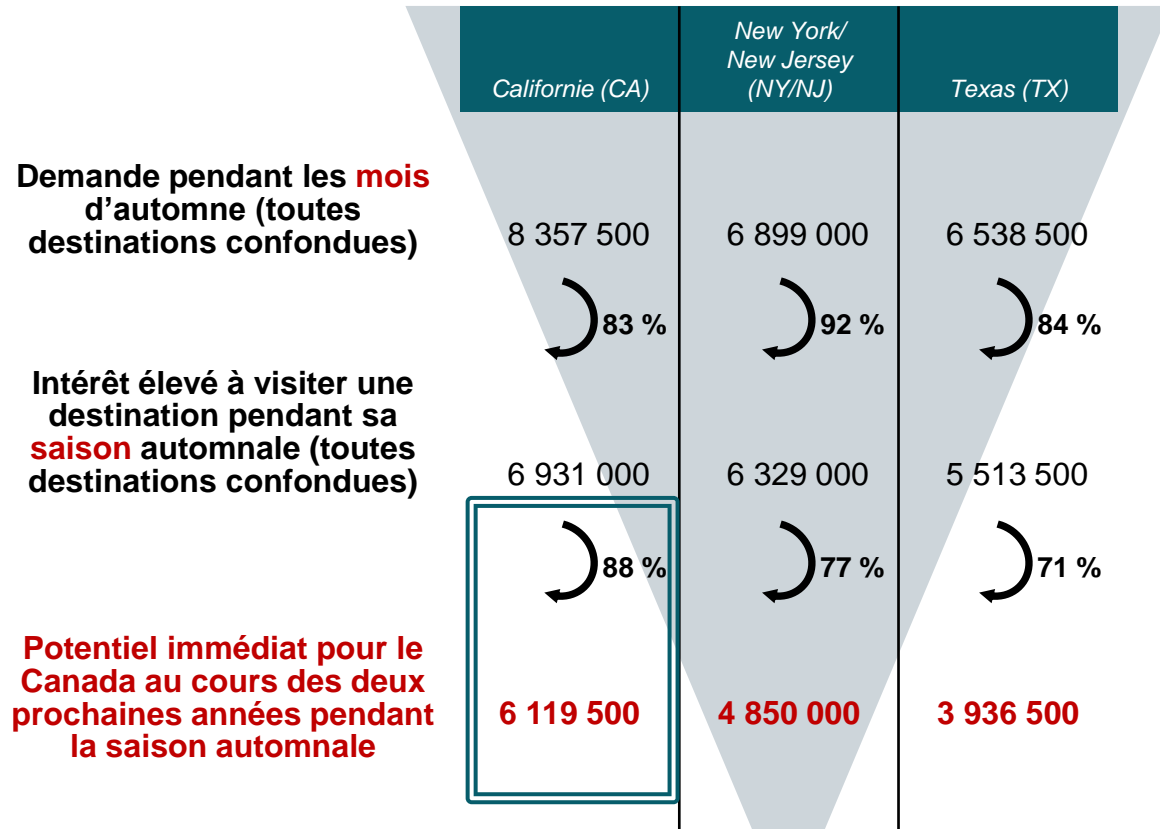 Californie (CA)
New York/
New Jersey
(NY/NJ)
Texas (TX)
Demande pendant les mois
d’automne (toutes
destinations confondues)
8 357 500
6 899 000
6 538 500
83 %
92 %
84 %
Intérêt élevé à visiter une
destination pendant sa
saison automnale (toutes
destinations confondues)
6 931 000
6 329 000
5 513 500
88 %
77 %
71 %
Potentiel immédiat pour le
Canada au cours des deux
prochaines années pendant
la saison automnale
6 119 500
4 850 000
3 936 500